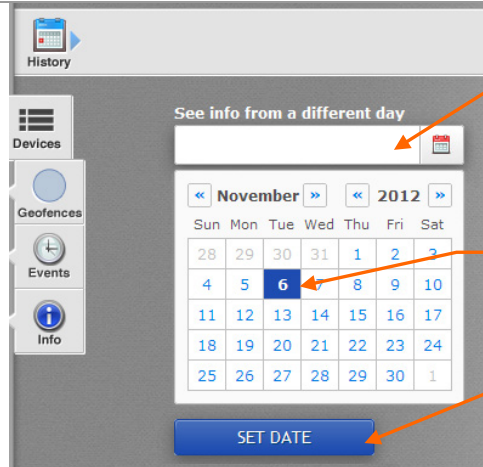 History
Devices
Geofences
Events
Info
See info from a different day
« November » « 2012 »
Sun Mon Tue Wed Thu Fri Sat
28 29 30 31 1 2 3
4 5 6 7 8 9 10
11 12 13 14 15 16 17
18 19 20 21 22 23 24
25 26 27 28 29 30 1
SET DATE